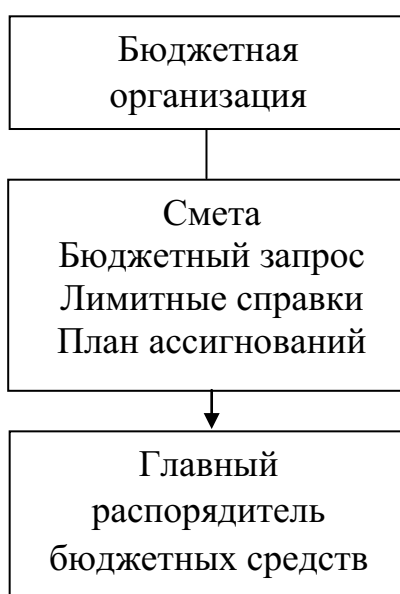 Бюджетная
организация
Смета
Бюджетный запрос
Лимитные справки
План ассигнований
Главный
распорядитель
бюджетных средств